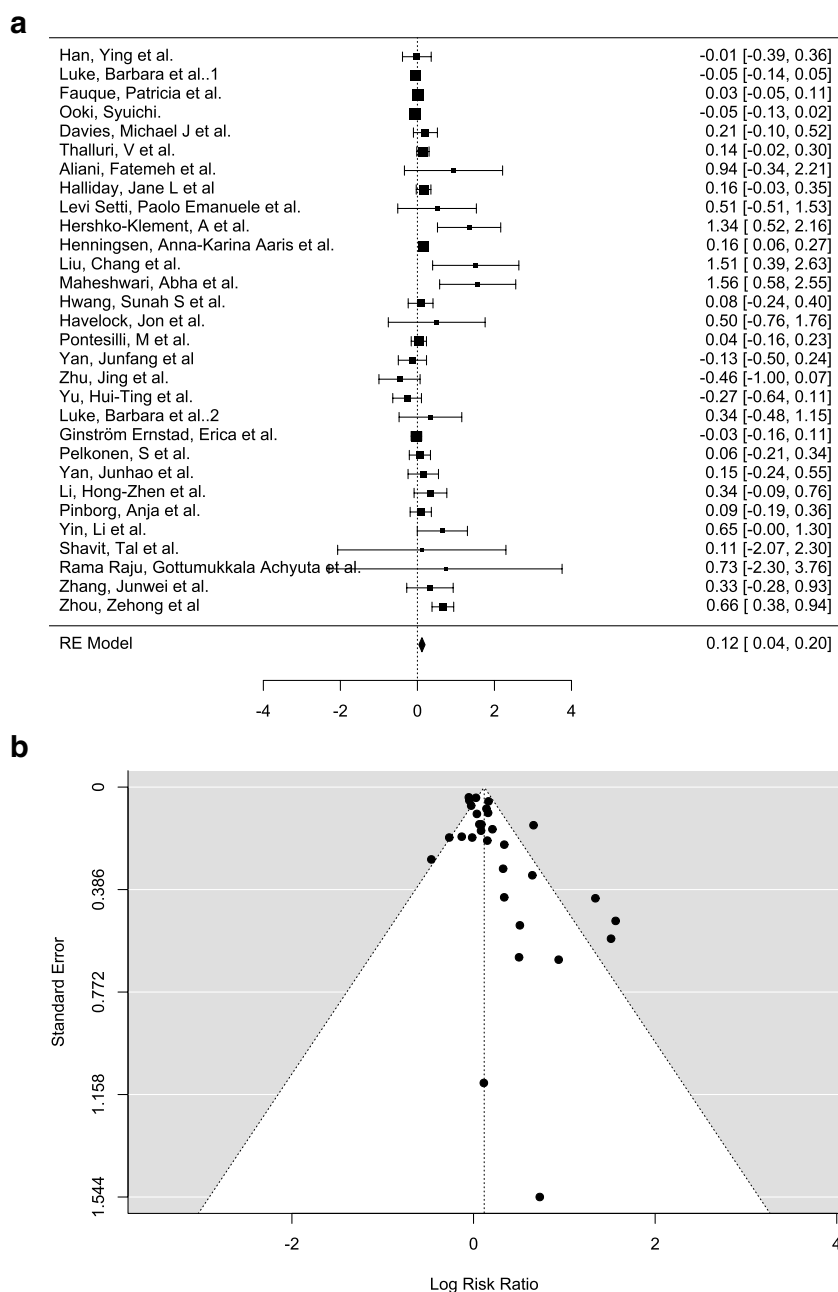 a
Han, Ying et al. -0.01 [-0.39, 0.36]
Luke, Barbara et al..1 -0.05 [-0.14, 0.05]
Fauque, Patricia et al. 0.03 [-0.05, 0.11]
Ooki, Syuichi. -0.05 [-0.13, 0.02]
Davies, Michael J et al. 0.21 [-0.10, 0.52]
Thalluri, V et al. 0.14 [-0.02, 0.30]
Aliani, Fatemeh et al. 0.94 [-0.34, 2.21]
Halliday, Jane L et al 0.16 [-0.03, 0.35]
Levi Setti, Paolo Emanuele et al. 0.51 [-0.51, 1.53]
Hershko-Klement, A et al. 1.34 [ 0.52, 2.16]
Henningsen, Anna-Karina Aaris et al. 0.16 [ 0.06, 0.27]
Liu, Chang et al. 1.51 [ 0.39, 2.63]
Maheshwari, Abha et al. 1.56 [ 0.58, 2.55]
Hwang, Sunah S et al. 0.08 [-0.24, 0.40]
Havelock, Jon et al. 0.50 [-0.76, 1.76]
Pontesilli, M et al. 0.04 [-0.16, 0.23]
Yan, Junfang et al -0.13 [-0.50, 0.24]
Zhu, Jing et al. -0.46 [-1.00, 0.07]
Yu, Hui-Ting et al. -0.27 [-0.64, 0.11]
Luke, Barbara et al..2 0.34 [-0.48, 1.15]
Ginström Ernstad, Erica et al. -0.03 [-0.16, 0.11]
Pelkonen, S et al. 0.06 [-0.21, 0.34]
Yan, Junhao et al. 0.15 [-0.24, 0.55]
Li, Hong-Zhen et al. 0.34 [-0.09, 0.76]
Pinborg, Anja et al. 0.09 [-0.19, 0.36]
Yin, Li et al. 0.65 [-0.00, 1.30]
Shavit, Tal et al. 0.11 [-2.07, 2.30]
Rama Raju, Gottumukkala Achyuta et al. 0.73 [-2.30, 3.76]
Zhang, Junwei et al. 0.33 [-0.28, 0.93]
Zhou, Zehong et al 0.66 [ 0.38, 0.94]
RE Model 0.12 [ 0.04, 0.20]
-4 -2 0 2 4
b
0
0.386
0.772
1.158
1.544
Standard Error
-2 0 2 4
Log Risk Ratio